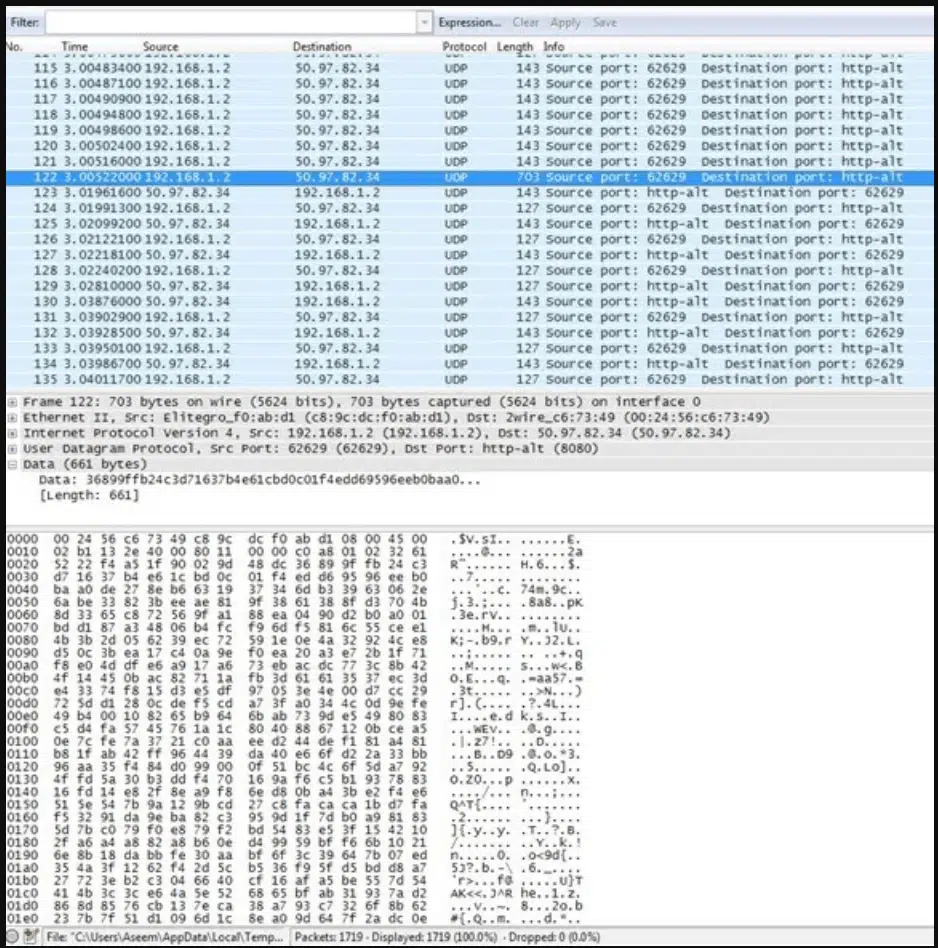 Filter: Expression... Clear Apply Save
No. Time Source Destination Protocol Length Info
115 3.00483400 192.168.1.2 50.97.82.34 UDP 143 Source port: 62629 Destination port: http-alt
116 3.00487100 192.168.1.2 50.97.82.34 UDP 143 Source port: 62629 Destination port: http-alt
117 3.00490900 192.168.1.2 50.97.82.34 UDP 143 Source port: 62629 Destination port: http-alt
118 3.00494800 192.168.1.2 50.97.82.34 UDP 143 Source port: 62629 Destination port: http-alt
119 3.00498600 192.168.1.2 50.97.82.34 UDP 143 Source port: 62629 Destination port: http-alt
120 3.00502400 192.168.1.2 50.97.82.34 UDP 143 Source port: 62629 Destination port: http-alt
121 3.00516000 192.168.1.2 50.97.82.34 UDP 143 Source port: 62629 Destination port: http-alt
122 3.00522000 192.168.1.2 50.97.82.34 UDP 703 Source port: 62629 Destination port: http-alt
123 3.01961600 50.97.82.34 192.168.1.2 UDP 143 Source port: http-alt Destination port: 62629
124 3.01991300 192.168.1.2 50.97.82.34 UDP 127 Source port: 62629 Destination port: http-alt
125 3.02099200 50.97.82.34 192.168.1.2 UDP 143 Source port: http-alt Destination port: 62629
126 3.02122100 192.168.1.2 50.97.82.34 UDP 127 Source port: 62629 Destination port: http-alt
127 3.02218100 50.97.82.34 192.168.1.2 UDP 143 Source port: http-alt Destination port: 62629
128 3.02240200 192.168.1.2 50.97.82.34 UDP 127 Source port: 62629 Destination port: http-alt
129 3.02810000 50.97.82.34 192.168.1.2 UDP 127 Source port: http-alt Destination port: 62629
130 3.03876000 50.97.82.34 192.168.1.2 UDP 143 Source port: http-alt Destination port: 62629
131 3.03902900 192.168.1.2 50.97.82.34 UDP 127 Source port: 62629 Destination port: http-alt
132 3.03928500 50.97.82.34 192.168.1.2 UDP 143 Source port: http-alt Destination port: 62629
133 3.03950100 192.168.1.2 50.97.82.34 UDP 127 Source port: 62629 Destination port: http-alt
134 3.03986700 50.97.82.34 192.168.1.2 UDP 143 Source port: http-alt Destination port: 62629
135 3.04011700 192.168.1.2 50.97.82.34 UDP 127 Source port: 62629 Destination port: http-alt
Frame 122: 703 bytes on wire (5624 bits), 703 bytes captured (5624 bits) on interface 0
Ethernet II, Src: Elitegro_f0:ab:d1 (c8:9c:dc:f0:ab:d1), Dst: 2wire_c6:73:49 (00:24:56:c6:73:49)
Internet Protocol Version 4, Src: 192.168.1.2 (192.168.1.2), Dst: 50.97.82.34 (50.97.82.34)
User Datagram Protocol, Src Port: 62629 (62629), Dst Port: http-alt (8080)
Data (661 bytes)
Data: 36899ffb24c3d71637b4e61cbd0c01f4edd69596eeb0baa0...
[Length: 661]
0000 00 24 56 c6 73 49 c8 9c dc f0 ab d1 08 00 45 00 .$V.sI.. ......E.
0010 02 b1 13 2e 40 00 80 11 00 00 c0 a8 01 02 32 61 ....@... ......2a
0020 52 22 f4 a5 1f 90 02 9d 48 dc 36 89 9f fb 24 c3 R"...... H.6...$.
0030 d7 16 37 b4 e6 1c bd 0c 01 f4 ed d6 95 96 ee b0 ..7..... ........
0040 ba a0 de 27 8e b6 63 19 37 34 6d b3 39 63 06 2e ...'..c. 74m.9c..
0050 6a be 33 82 3b ee ae 81 9f 38 61 38 8f d3 70 4b j.3.;... .8a8..pK
0060 8d 33 65 c8 72 56 9f a1 88 ea 04 90 d2 b0 a0 01 .3e.rV.. ........
0070 bd d1 87 a3 48 06 b4 fc f9 6d f5 81 6c 55 ce e1 ....H... .m..lU..
0080 4b 3b 2d 05 62 39 ec 72 59 1e 0e 4a 32 92 4c e8 K;-.b9.r Y..J2.L.
0090 d5 0c 3b ea 17 c4 0a 9e f0 ea 20 a3 e7 2b 1f 71 ..;..... .. ..+.q
00a0 f8 e0 4d df e6 a9 17 a6 73 eb ac dc 77 3c 8b 42 ..M..... s...w<.B
00b0 4f 14 45 0b ac 82 71 1a fb 3d 61 61 35 37 ec 3d O.E...q. .=aa57.=
00c0 e4 33 74 f8 15 d3 e5 df 97 05 3e 4e 00 d7 cc 29 .3t..... ..>N...)
00d0 72 5d d1 28 0c de f5 cd a7 3f a0 34 4c 0d 9e fe r].(.... .?.4L...
00e0 49 b4 00 10 82 65 b9 64 6b ab 73 9d e5 49 80 83 I....e.d k.s..I..
00f0 c5 d4 fa 57 45 76 1a 1c 80 40 88 67 12 0b ce a5 ...WEv.. .@.g....
0100 0e 7c fe 7a 37 21 c0 aa ee d2 44 de f1 81 a4 81 .|.z7!.. ..D.....
0110 b8 1f ab 42 ff 96 44 39 da 40 e6 6f d2 2a 33 bb ...B..D9 .@.o.*3.
0120 96 aa 35 f4 84 d0 99 00 0f 51 bc 4c 6f 5d a7 92 ..5..... .Q.Lo]..
0130 4f fd 5a 30 b3 dd f4 70 16 9a f6 c5 b1 93 78 83 O.Z0...p ......x.
0140 16 fd 14 e8 2f 8e a9 f8 6e d8 0b a4 3b e2 f4 e6 ..../... n...;...
0150 51 5e 54 7b 9a 12 9b cd 27 c8 fa ca ca 1b d7 fa Q^T{.... '.......
0160 f5 32 91 da 9e ba 82 c3 95 9d 1f 7d b0 a9 81 83 .2...... ...}....
0170 5d 7b c0 79 f0 e8 79 f2 bd 54 83 e5 3f 15 42 10 ]{.y..y. .T..?.B.
0180 2f a6 a4 a8 82 a8 b6 0e d4 99 59 bf f6 6b 10 21 /....... ..Y..k.!
0190 6e 8b 18 da bb fe 30 aa bf 6f 3c 39 64 7b 07 ed n.....0. .o<9d{..
01a0 35 4a 3f 12 62 f4 2d 5c b5 36 f9 5f d5 bd d8 a7 5J?.b.-\ .6._....
01b0 27 72 3e b2 c3 04 66 40 cf 16 af a5 be 55 7d 54 'r>...f@ .....U}T
01c0 41 4b 3c 3c e6 4a 5e 52 68 65 bf ab 31 93 7a d2 AK<<.J^R he..1.z.
01d0 86 8d 85 76 cb 13 7e ca 38 a7 93 c7 32 6f 8b 62 ...v..~. 8...2o.b
01e0 23 7b 7f 51 d1 09 6d 1c 8e a0 9d 64 7f 2a dc 0e #{.Q..m. ...d.*..
File: "C:\Users\Aseem\AppData\Local\Temp... Packets: 1719 · Displayed: 1719 (100.0%) · Dropped: 0 (0.0%)